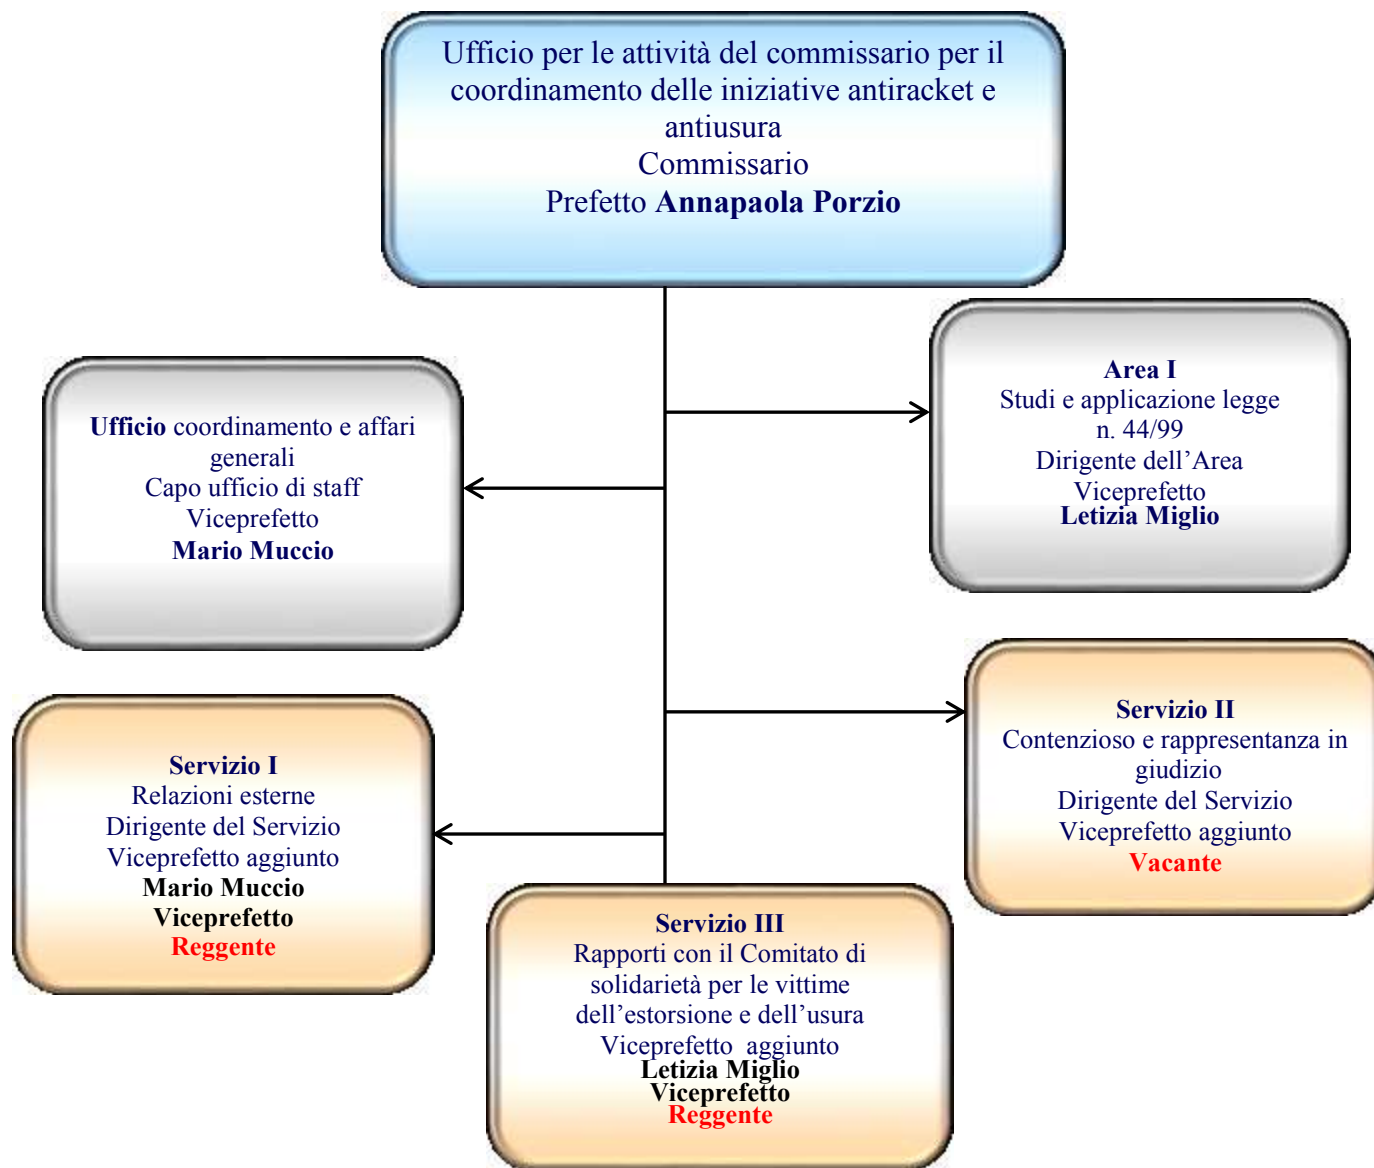 Ufficio per le attività del commissario per il
coordinamento delle iniziative antiracket e
antiusura
Commissario
Prefetto Annapaola Porzio
Area I
Studi e applicazione legge
n. 44/99
Dirigente dell’Area
Viceprefetto
Letizia Miglio
Ufficio coordinamento e affari
generali
Capo ufficio di staff
Viceprefetto
Mario Muccio
Servizio II
Contenzioso e rappresentanza in
giudizio
Dirigente del Servizio
Viceprefetto aggiunto
Vacante
Servizio I
Relazioni esterne
Dirigente del Servizio
Viceprefetto aggiunto
Mario Muccio
Viceprefetto
Reggente
Servizio III
Rapporti con il Comitato di
solidarietà per le vittime
dell’estorsione e dell’usura
Viceprefetto aggiunto
Letizia Miglio
Viceprefetto
Reggente